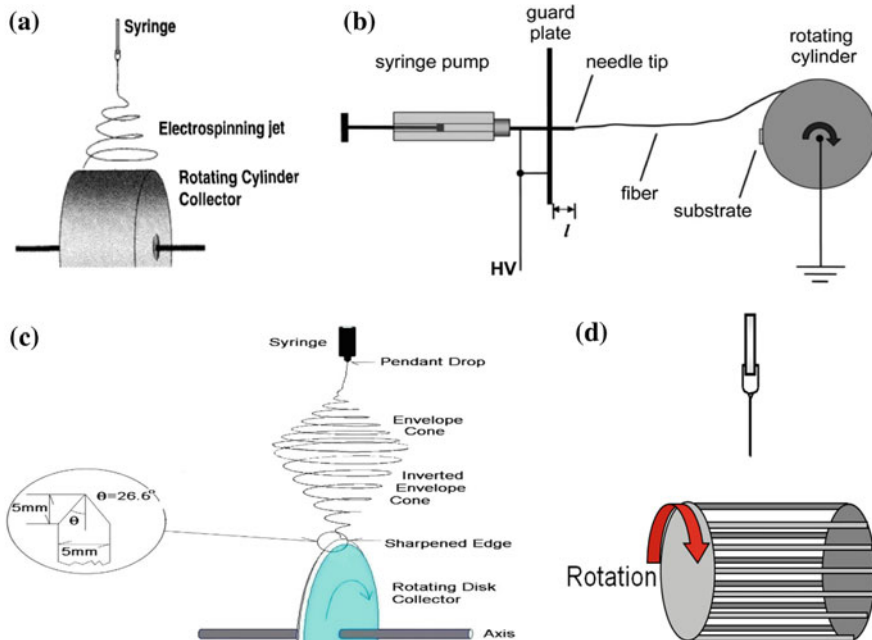 (a)
Syringe
Electrospinning jet
Rotating Cylinder
Collector
(b)
guard
plate
syringe pump
needle tip
rotating
cylinder
fiber
substrate
l
HV
(c)
Syringe
Pendant Drop
Envelope
Cone
Inverted
Envelope
Cone
θ=26.6°
5mm
θ
5mm
Sharpened Edge
Rotating Disk
Collector
Axis
(d)
Rotation